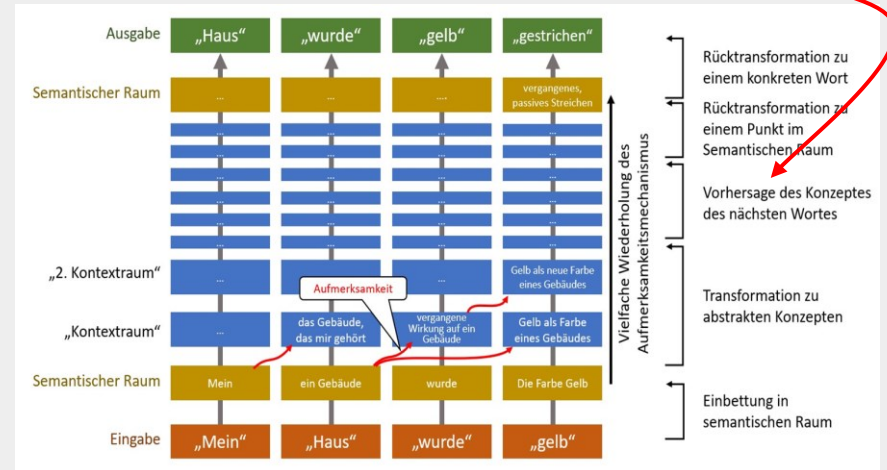 Ausgabe
„Haus“
„wurde“
„gelb“
„gestrichen“
Rücktransformation zu
einem konkreten Wort
Semantischer Raum
...
...
....
vergangenes,
passives Streichen
Rücktransformation zu
einem Punkt im
Semantischen Raum
... ... ... ...
... ... ... ...
... ... ... ...
... ... ... ...
... ... ... ...
... ... ... ...
Vorhersage des Konzeptes
des nächsten Wortes
Vielfache Wiederholung des
Aufmerksamkeitsmechanismus
„2. Kontextraum“
...
...
Gelb als neue Farbe
eines Gebäudes
Aufmerksamkeit
Transformation zu
abstrakten Konzepten
„Kontextraum“
...
das Gebäude,
das mir gehört
vergangene
Wirkung auf ein
Gebäude
Gelb als Farbe
eines Gebäudes
Semantischer Raum
Mein
ein Gebäude
wurde
Die Farbe Gelb
Einbettung in
semantischen Raum
Eingabe
„Mein“
„Haus“
„wurde“
„gelb“